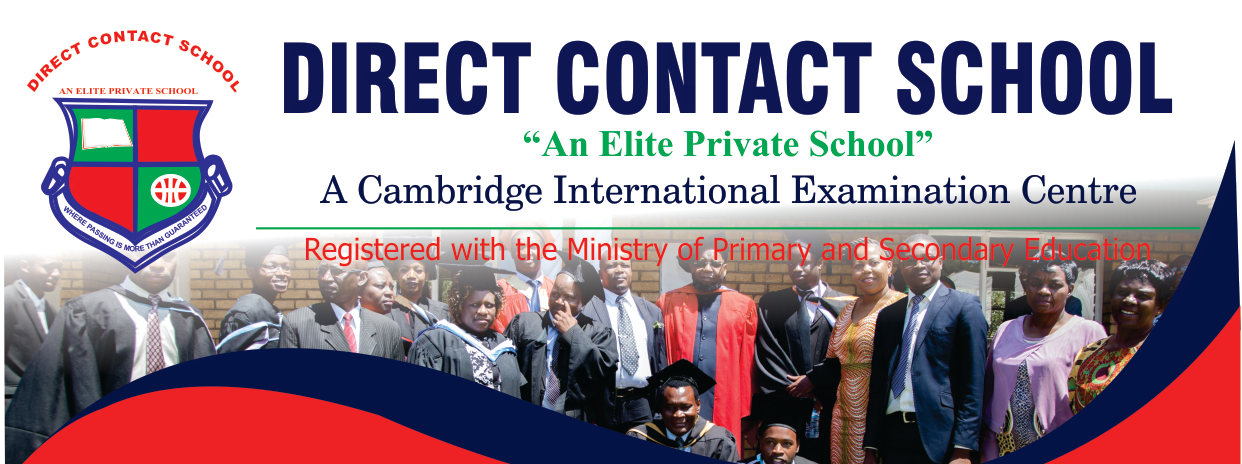 DIRECT CONTACT SCHOOL
AN ELITE PRIVATE SCHOOL
WHERE PASSING IS MORE THAN GUARANTEED
DIRECT CONTACT SCHOOL
“An Elite Private School”
A Cambridge International Examination Centre
Registered with the Ministry of Primary and Secondary Education